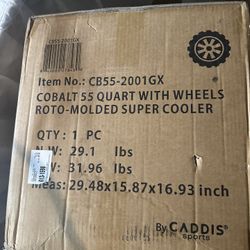 CB55-2001GX
Item No.: CB55-2001GX
COBALT 55 QUART WITH WHEELS
ROTO-MOLDED SUPER COOLER
QTY : 1 PC
N.W: 29.1 lbs
W: 31.96 lbs
Meas: 29.48x15.87x16.93 inch
By CADDIS
sports